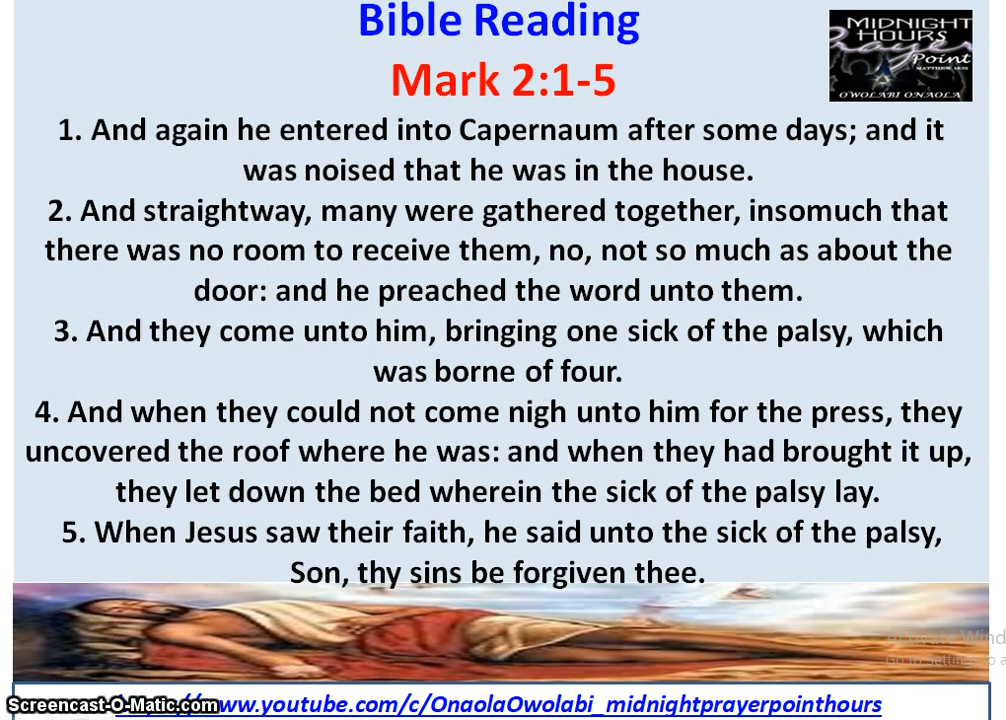 Bible Reading
Mark 2:1-5
MIDNIGHT
HOURS
Prayer
Point
OWOLABI ONAOLA
1. And again he entered into Capernaum after some days; and it
was noised that he was in the house.
2. And straightway, many were gathered together, insomuch that
there was no room to receive them, no, not so much as about the
door: and he preached the word unto them.
3. And they come unto him, bringing one sick of the palsy, which
was borne of four.
4. And when they could not come nigh unto him for the press, they
uncovered the roof where he was: and when they had brought it up,
they let down the bed wherein the sick of the palsy lay.
5. When Jesus saw their faith, he said unto the sick of the palsy,
Son, thy sins be forgiven thee.
Screencast-O-Matic.com
www.youtube.com/c/OnaolaOwolabi_midnightprayerpointhours